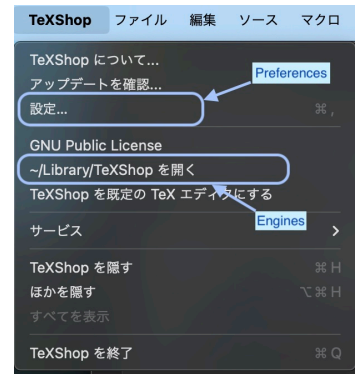 TeXShop ファイル 編集 ソース マクロ
TeXShop について...
アップデートを確認...
Preferences
設定... ⌘ ,
GNU Public License
~/Library/TeXShop を開く
TeXShop を既定の TeX エディタにする
Engines
サービス >
TeXShop を隠す ⌘ H
ほかを隠す ⌥ ⌘ H
すべてを表示
TeXShop を終了 ⌘ Q